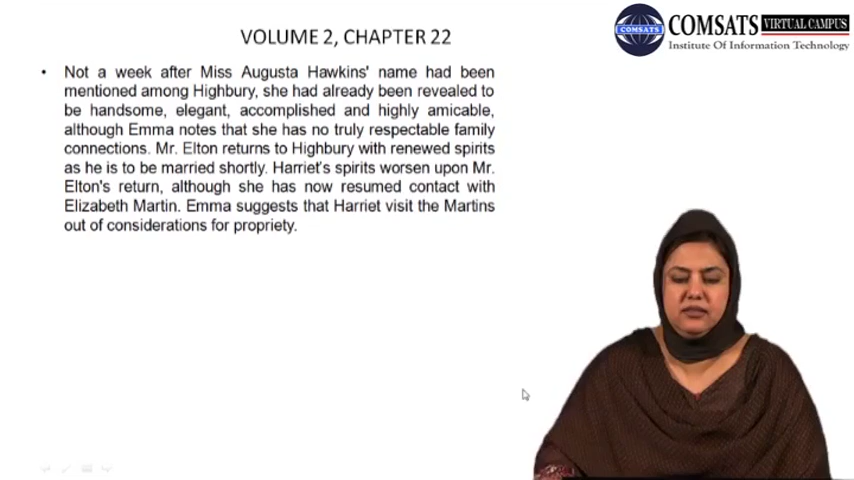 VOLUME 2, CHAPTER 22
COMSATS VIRTUAL CAMPUS
Institute Of Information Technology
• Not a week after Miss Augusta Hawkins' name had been
mentioned among Highbury, she had already been revealed to
be handsome, elegant, accomplished and highly amicable,
although Emma notes that she has no truly respectable family
connections. Mr. Elton returns to Highbury with renewed spirits
as he is to be married shortly. Harriet's spirits worsen upon Mr.
Elton's return, although she has now resumed contact with
Elizabeth Martin. Emma suggests that Harriet visit the Martins
out of considerations for propriety.